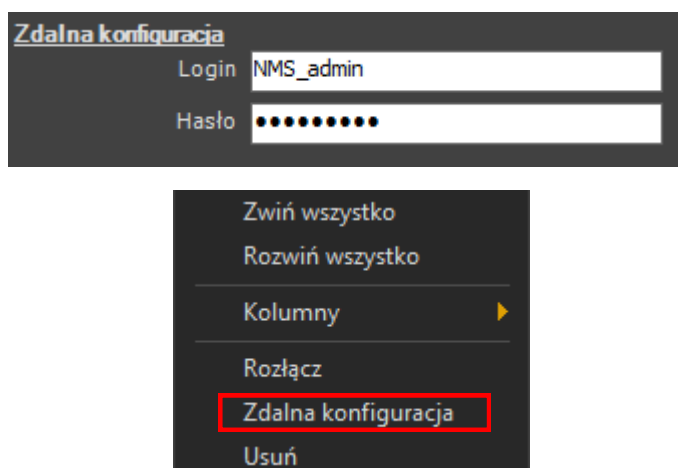 Zdalna konfiguracja
Login NMS_admin
Hasło ●●●●●●●●●
Zwiń wszystko
Rozwiń wszystko
Kolumny
Rozłącz
Zdalna konfiguracja
Usuń